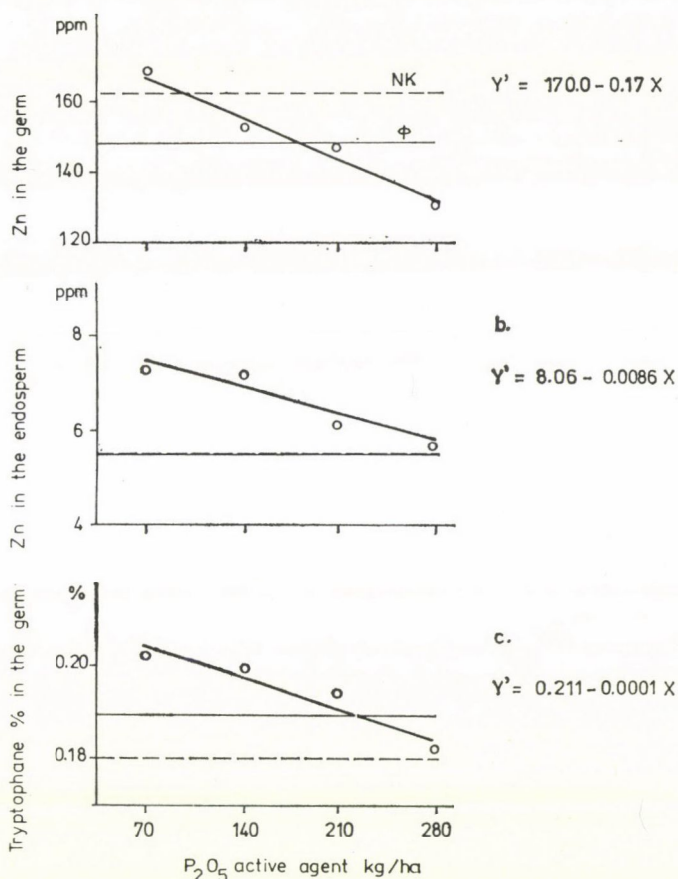 ppm
Zn in the germ
160
140
120
NK
ϕ
Y' = 170.0 - 0.17 X
ppm
Zn in the endosperm
8
6
4
b.
Y' = 8.06 - 0.0086 X
%
Tryptophane % in the germ
0.20
0.18
c.
Y' = 0.211 - 0.0001 X
70 140 210 280
P₂O₅ active agent kg/ha